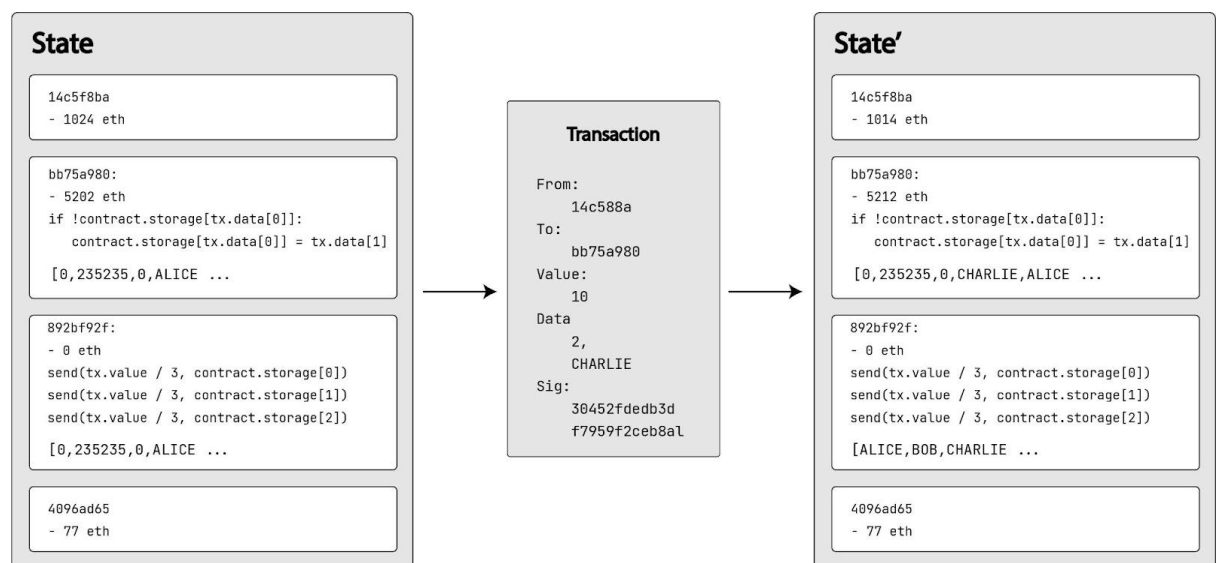 State
14c5f8ba
- 1024 eth
bb75a980:
- 5202 eth
if !contract.storage[tx.data[0]]:
contract.storage[tx.data[0]] = tx.data[1]
[0,235235,0,ALICE ...
892bf92f:
- 0 eth
send(tx.value / 3, contract.storage[0])
send(tx.value / 3, contract.storage[1])
send(tx.value / 3, contract.storage[2])
[0,235235,0,ALICE ...
4096ad65
- 77 eth
Transaction
From:
14c588a
To:
bb75a980
Value:
10
Data
2,
CHARLIE
Sig:
30452fdedb3d
f7959f2ceb8al
State’
14c5f8ba
- 1014 eth
bb75a980:
- 5212 eth
if !contract.storage[tx.data[0]]:
contract.storage[tx.data[0]] = tx.data[1]
[0,235235,0,CHARLIE,ALICE ...
892bf92f:
- 0 eth
send(tx.value / 3, contract.storage[0])
send(tx.value / 3, contract.storage[1])
send(tx.value / 3, contract.storage[2])
[ALICE,BOB,CHARLIE ...
4096ad65
- 77 eth